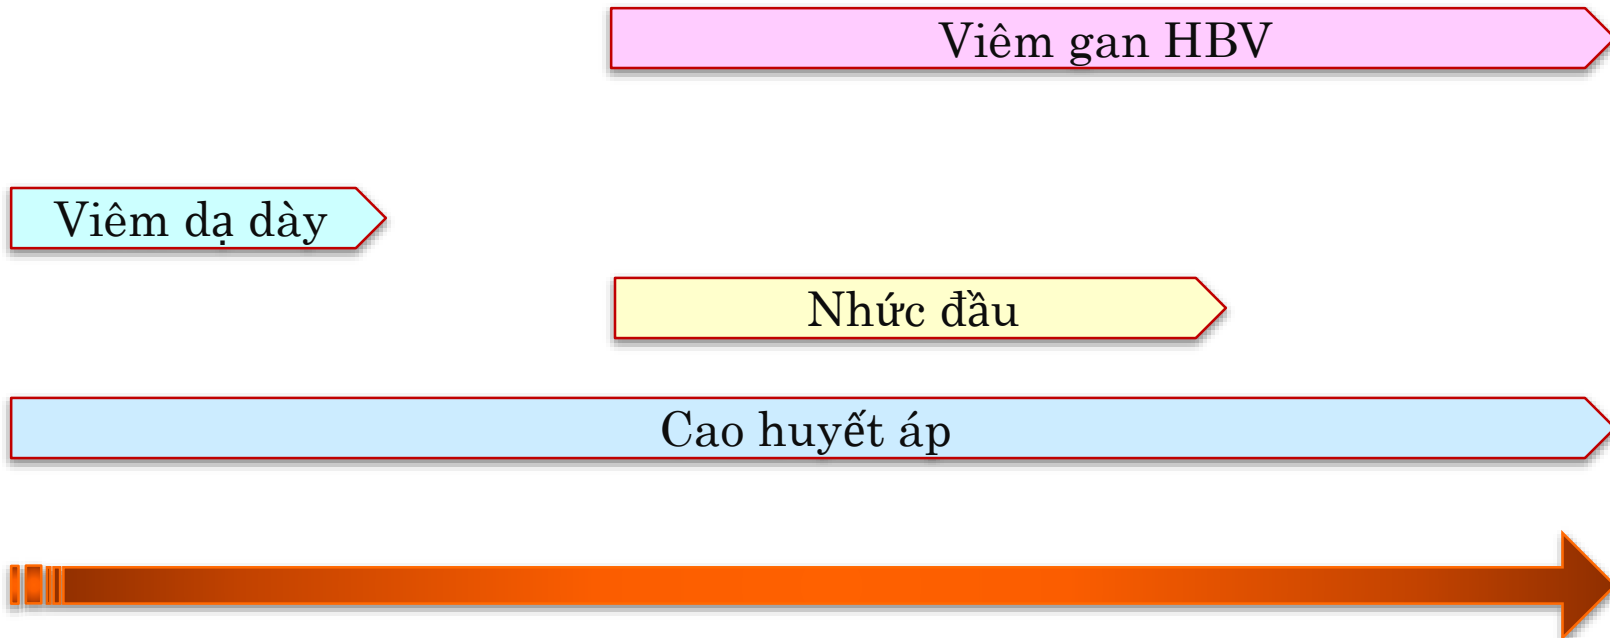 Viêm gan HBV
Viêm dạ dày
Nhức đầu
Cao huyết áp